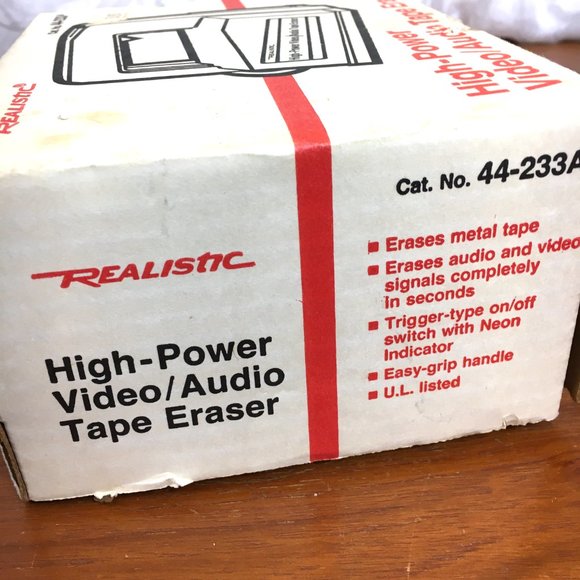 REALISTIC
High-Power
Video/Audio Tape
REALISTIC
High-Power
Video/Audio
Tape Eraser
Cat. No. 44-233A
Erases metal tape
Erases audio and video
signals completely
in seconds
Trigger-type on/off
switch with Neon
Indicator
Easy-grip handle
U.L. listed